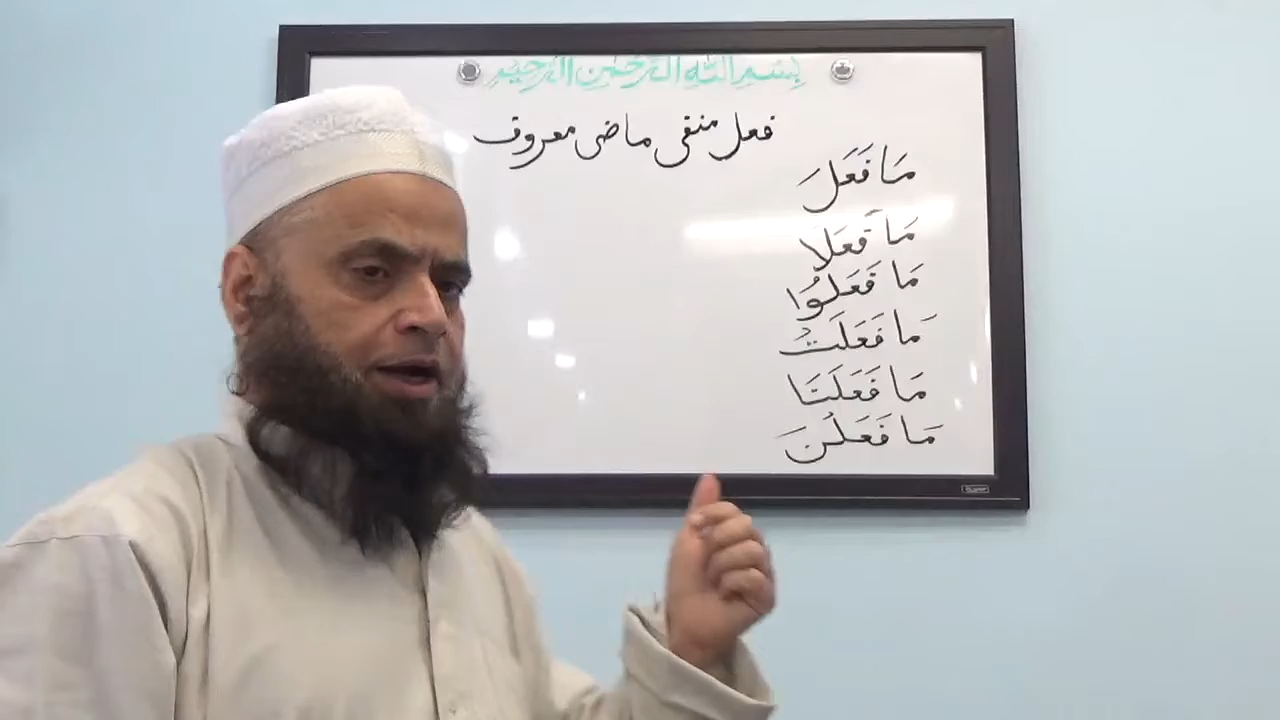 بِسْمِ اللّٰهِ الرَّحْمٰنِ الرَّحِيْمِ
فعل منفی ماضی معروف
مَا فَعَلَ
مَا فَعَلَا
مَا فَعَلُوْا
مَا فَعَلَتْ
مَا فَعَلَتَا
مَا فَعَلْنَ